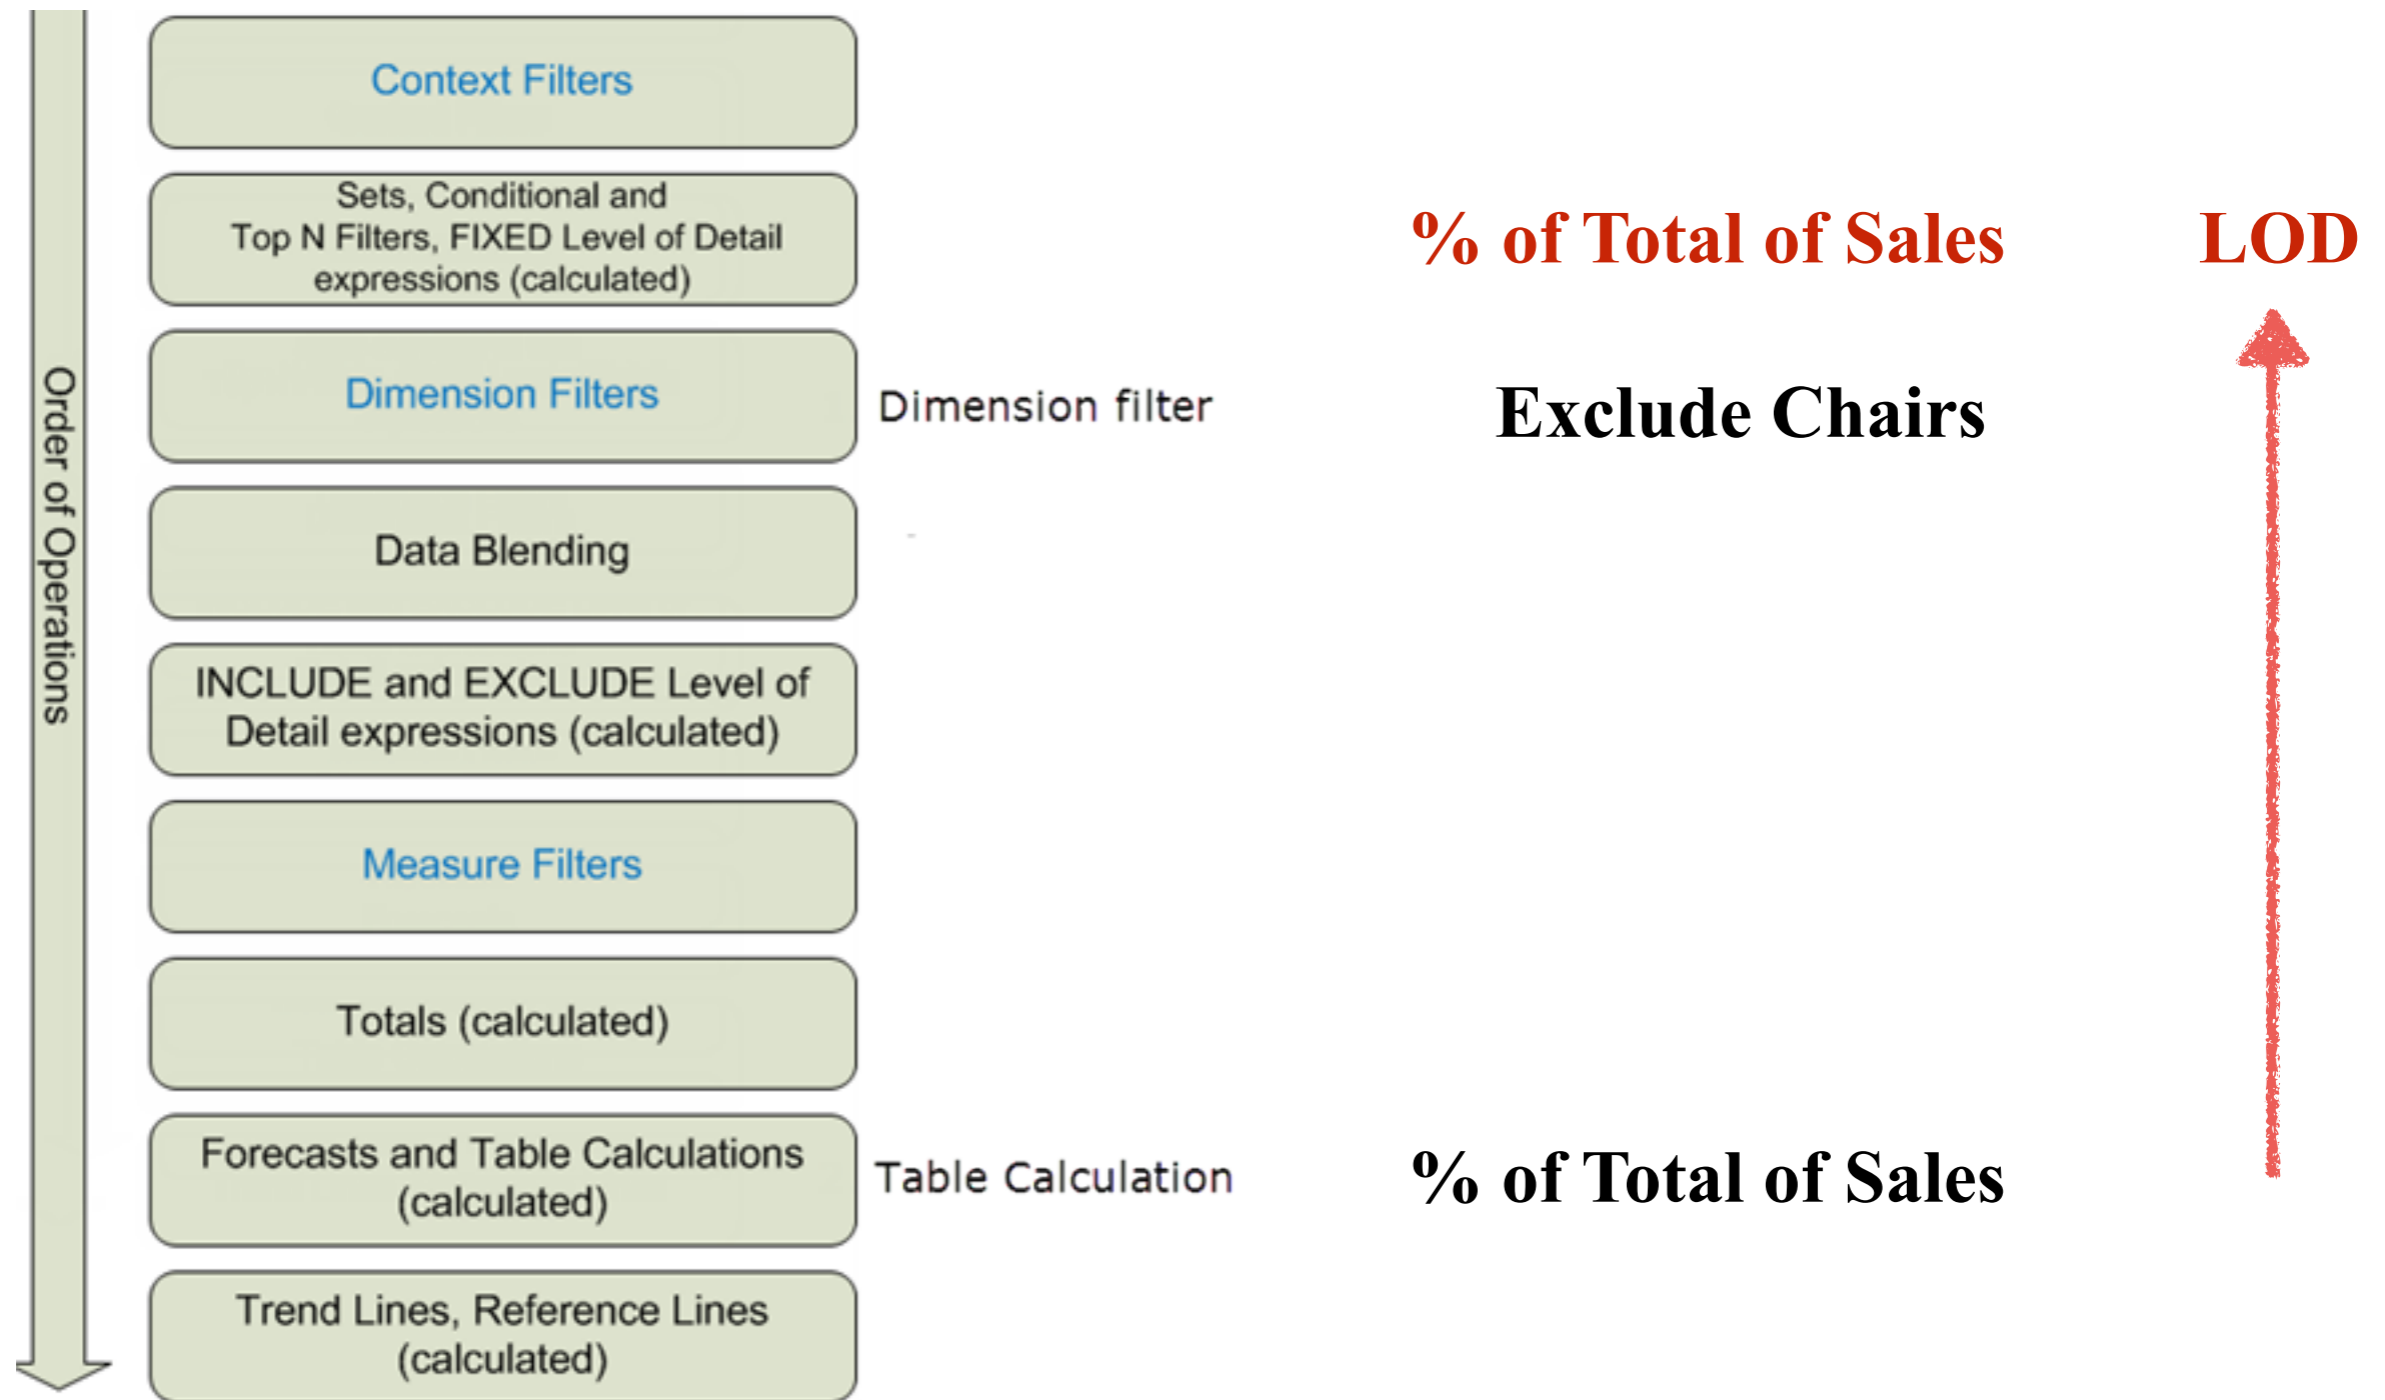 Order of Operations
Context Filters
Sets, Conditional and
Top N Filters, FIXED Level of Detail
expressions (calculated)
% of Total of Sales
LOD
Dimension Filters
Dimension filter
Exclude Chairs
Data Blending
INCLUDE and EXCLUDE Level of
Detail expressions (calculated)
Measure Filters
Totals (calculated)
Forecasts and Table Calculations
(calculated)
Table Calculation
% of Total of Sales
Trend Lines, Reference Lines
(calculated)